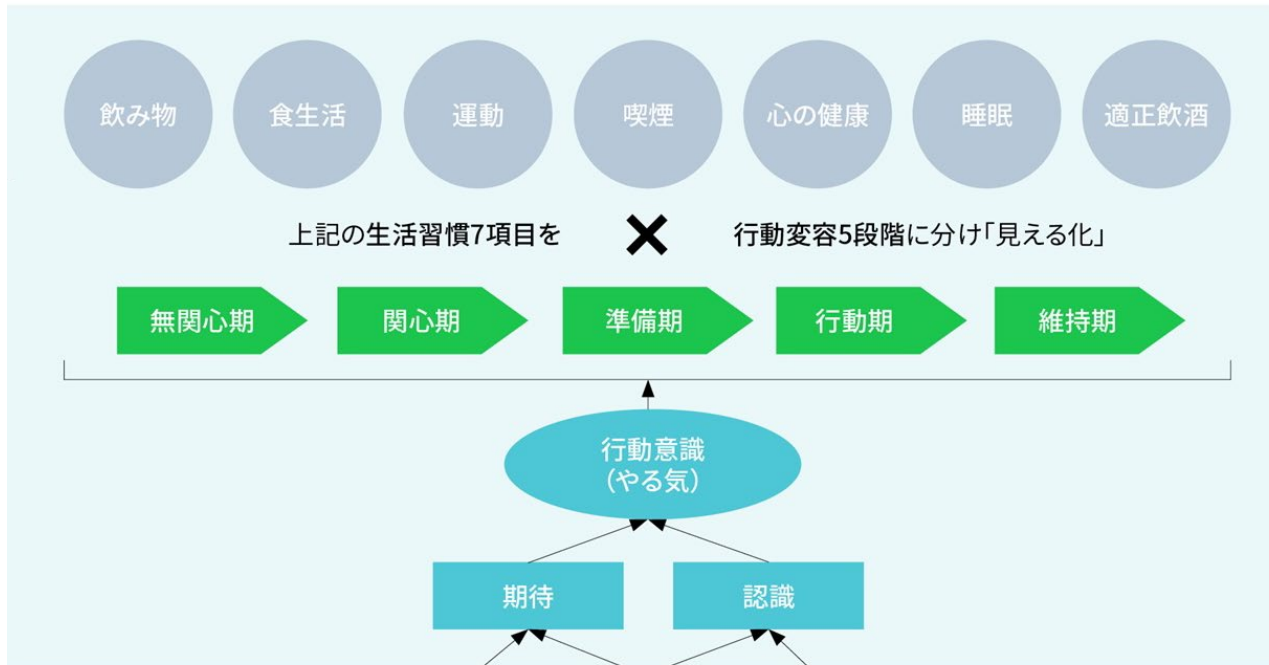 飲み物
食生活
運動
喫煙
心の健康
睡眠
適正飲酒
上記の生活習慣7項目を
行動変容5段階に分け「見える化」
無関心期
関心期
準備期
行動期
維持期
行動意識
（やる気）
期待
認識